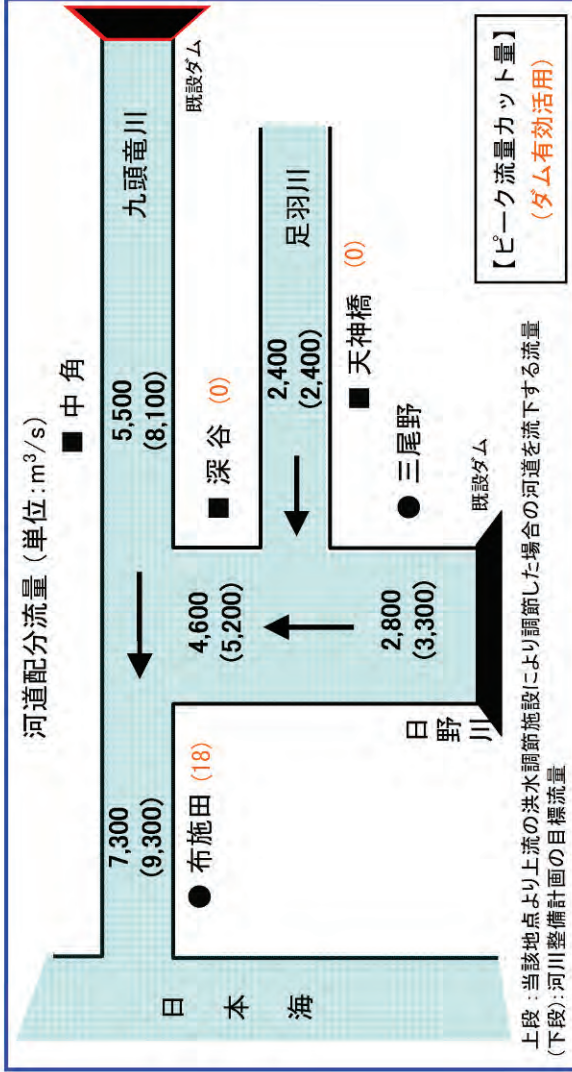 河道配分流量 (単位:m³/s)
■ 中 角
7,300
(9,300)
5,500
(8,100)
九頭竜川
既設ダム
● 布施田 (18)
4,600
(5,200)
■ 深 谷 (0)
2,400
(2,400)
足羽川
■ 天神橋 (0)
2,800
(3,300)
● 三尾野
日野川
既設ダム
日本海
【ピーク流量カット量】
(ダム有効活用)
上段:当該地点より上流の洪水調節施設により調節した場合の河道を流下する流量
(下段):河川整備計画の目標流量